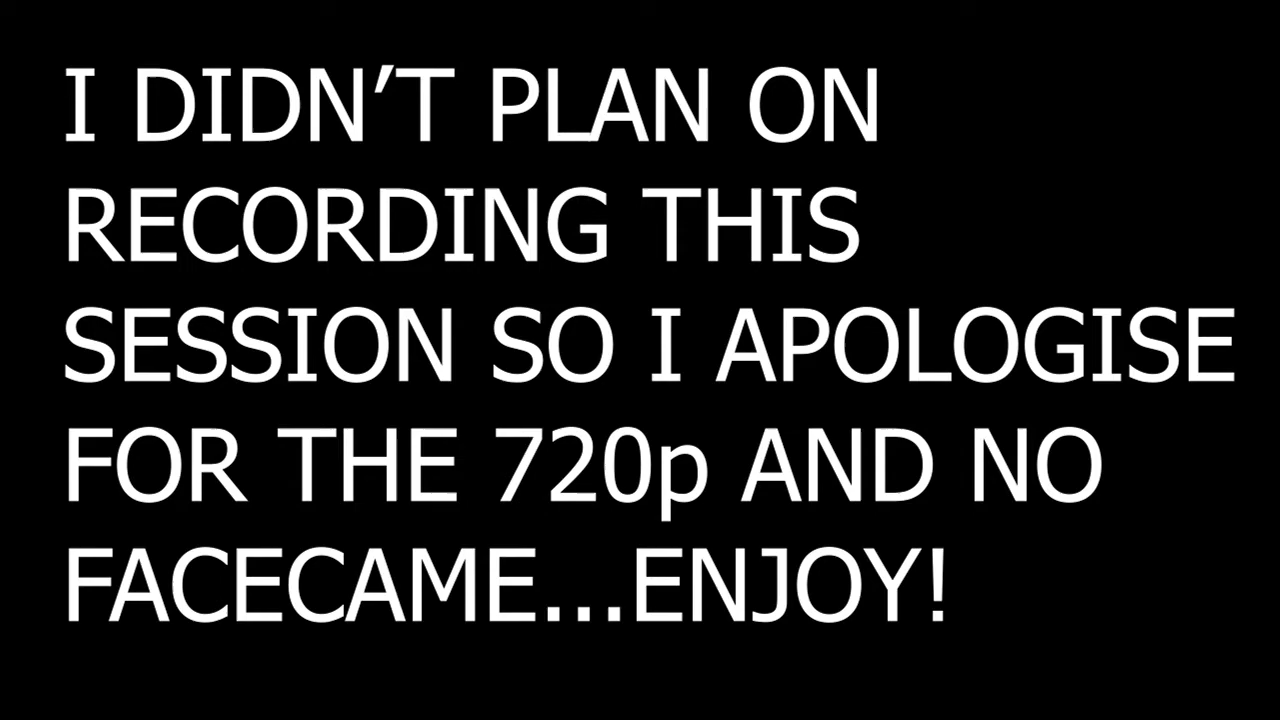 I DIDN’T PLAN ON
RECORDING THIS
SESSION SO I APOLOGISE
FOR THE 720p AND NO
FACECAME...ENJOY!